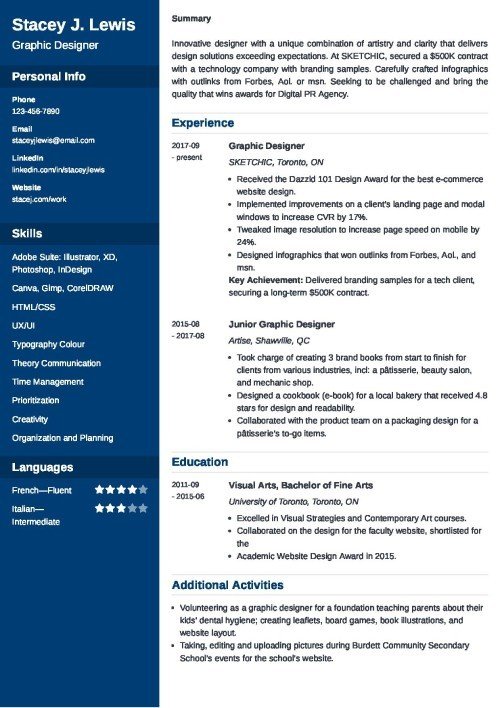 Stacey J. Lewis
Graphic Designer
Personal Info
Phone
123-456-7890
Email
staceyjlewis@email.com
LinkedIn
linkedin.com/in/staceyjlewis
Website
stacej.com/work
Skills
Adobe Suite: Illustrator, XD,
Photoshop, InDesign
Canva, Gimp, CorelDRAW
HTML/CSS
UX/UI
Typography Colour
Theory Communication
Time Management
Prioritization
Creativity
Organization and Planning
Languages
French—Fluent
Italian—
Intermediate
Summary
Innovative designer with a unique combination of artistry and clarity that delivers
design solutions exceeding expectations. At SKETCHIC, secured a $500K contract
with a technology company with branding samples. Carefully crafted infographics
with outlinks from Forbes, Aol. or msn. Seeking to be challenged and bring the
quality that wins awards for Digital PR Agency.
Experience
2017-09
- present
Graphic Designer
SKETCHIC, Toronto, ON
• Received the Dazzld 101 Design Award for the best e-commerce
website design.
• Implemented improvements on a client's landing page and modal
windows to increase CVR by 17%.
• Tweaked image resolution to increase page speed on mobile by
24%.
• Designed infographics that won outlinks from Forbes, Aol., and
msn.
Key Achievement: Delivered branding samples for a tech client,
securing a long-term $500K contract.
2015-08
- 2017-08
Junior Graphic Designer
Artise, Shawville, QC
• Took charge of creating 3 brand books from start to finish for
clients from various industries, incl: a pâtisserie, beauty salon,
and mechanic shop.
• Designed a cookbook (e-book) for a local bakery that received 4.8
stars for design and readability.
• Collaborated with the product team on a packaging design for a
pâtisserie's to-go items.
Education
2011-09
- 2015-06
Visual Arts, Bachelor of Fine Arts
University of Toronto, Toronto, ON
• Excelled in Visual Strategies and Contemporary Art courses.
• Collaborated on the design for the faculty website, shortlisted for
the
• Academic Website Design Award in 2015.
Additional Activities
• Volunteering as a graphic designer for a foundation teaching parents about their
kids' dental hygiene; creating leaflets, board games, book illustrations, and
website layout.
• Taking, editing and uploading pictures during Burdett Community Secondary
School's events for the school's website.